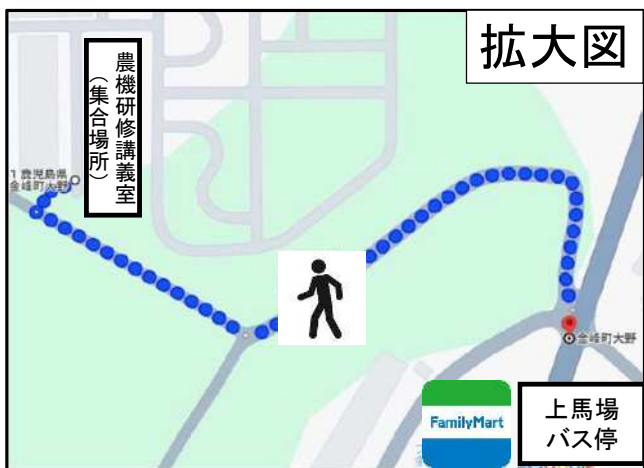 拡大図
農機研修講義室
（集合場所）
1 鹿児島県
金峰町大野
金峰町大野
FamilyMart
上馬場
バス停